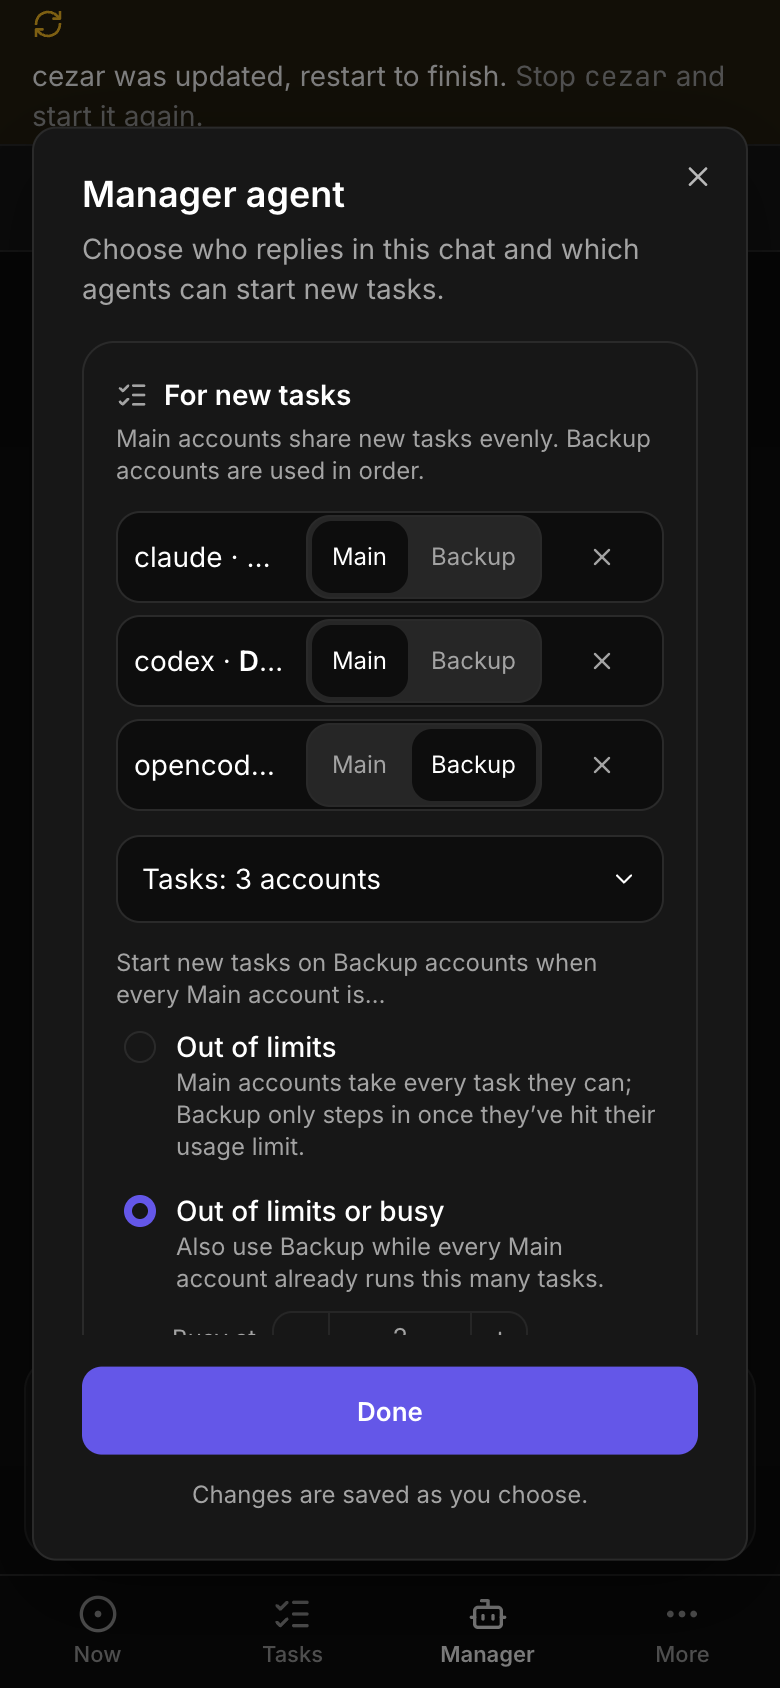 cezar was updated, restart to finish. Stop cezar and
start it again.
Manager agent
Choose who replies in this chat and which
agents can start new tasks.
For new tasks
Main accounts share new tasks evenly. Backup
accounts are used in order.
claude · ...
Main
Backup
codex · D...
Main
Backup
opencod...
Main
Backup
Tasks: 3 accounts
Start new tasks on Backup accounts when
every Main account is...
Out of limits
Main accounts take every task they can;
Backup only steps in once they’ve hit their
usage limit.
Out of limits or busy
Also use Backup while every Main
account already runs this many tasks.
Busy at
Done
Changes are saved as you choose.
Now
Tasks
Manager
More